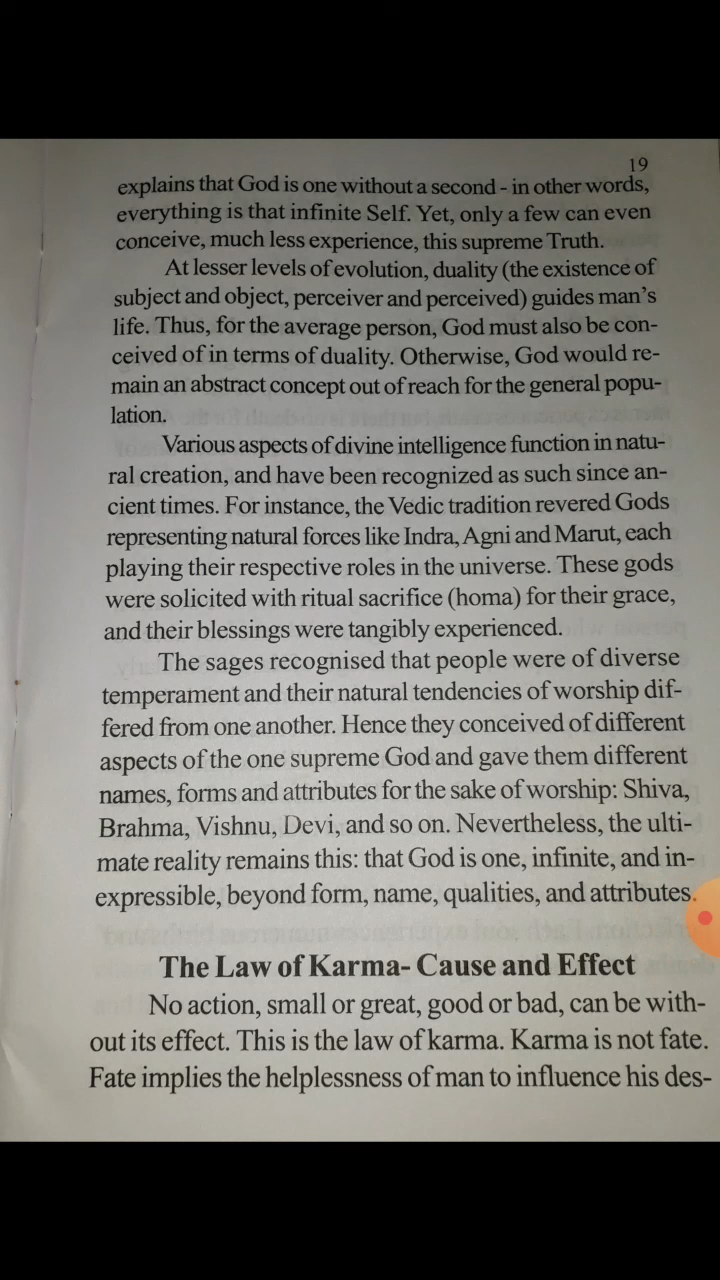 19
explains that God is one without a second - in other words,
everything is that infinite Self. Yet, only a few can even
conceive, much less experience, this supreme Truth.
At lesser levels of evolution, duality (the existence of
subject and object, perceiver and perceived) guides man's
life. Thus, for the average person, God must also be con-
ceived of in terms of duality. Otherwise, God would re-
main an abstract concept out of reach for the general popu-
lation.
Various aspects of divine intelligence function in natu-
ral creation, and have been recognized as such since an-
cient times. For instance, the Vedic tradition revered Gods
representing natural forces like Indra, Agni and Marut, each
playing their respective roles in the universe. These gods
were solicited with ritual sacrifice (homa) for their grace,
and their blessings were tangibly experienced.
The sages recognised that people were of diverse
temperament and their natural tendencies of worship dif-
fered from one another. Hence they conceived of different
aspects of the one supreme God and gave them different
names, forms and attributes for the sake of worship: Shiva,
Brahma, Vishnu, Devi, and so on. Nevertheless, the ulti-
mate reality remains this: that God is one, infinite, and in-
expressible, beyond form, name, qualities, and attributes.
The Law of Karma- Cause and Effect
No action, small or great, good or bad, can be with-
out its effect. This is the law of karma. Karma is not fate.
Fate implies the helplessness of man to influence his des-